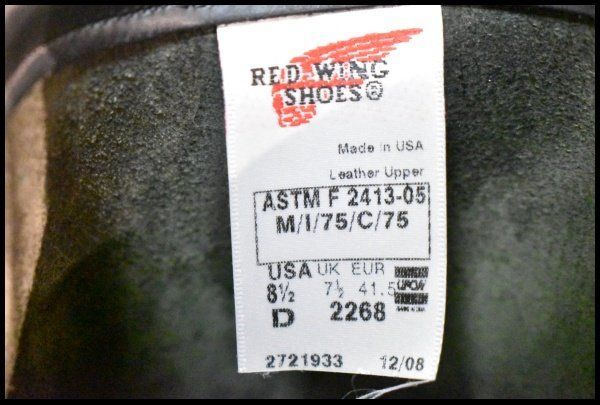 RED WING
SHOES®
Made in USA
Leather Upper
ASTM F 2413-05
M/I/75/C/75
USA UK EUR
8½ 7½ 41.5
D 2268
2721933 12/08